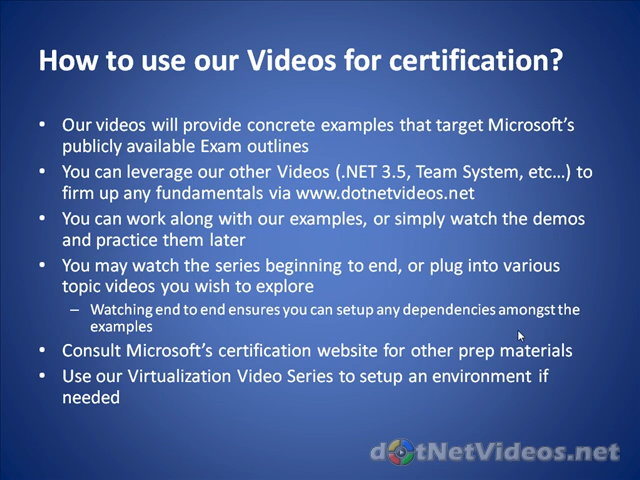 How to use our Videos for certification?
• Our videos will provide concrete examples that target Microsoft's
publicly available Exam outlines
• You can leverage our other Videos (.NET 3.5, Team System, etc…) to
firm up any fundamentals via www.dotnetvideos.net
• You can work along with our examples, or simply watch the demos
and practice them later
• You may watch the series beginning to end, or plug into various
topic videos you wish to explore
– Watching end to end ensures you can setup any dependencies amongst the
examples
• Consult Microsoft's certification website for other prep materials
• Use our Virtualization Video Series to setup an environment if
needed
dotNetVideos.net